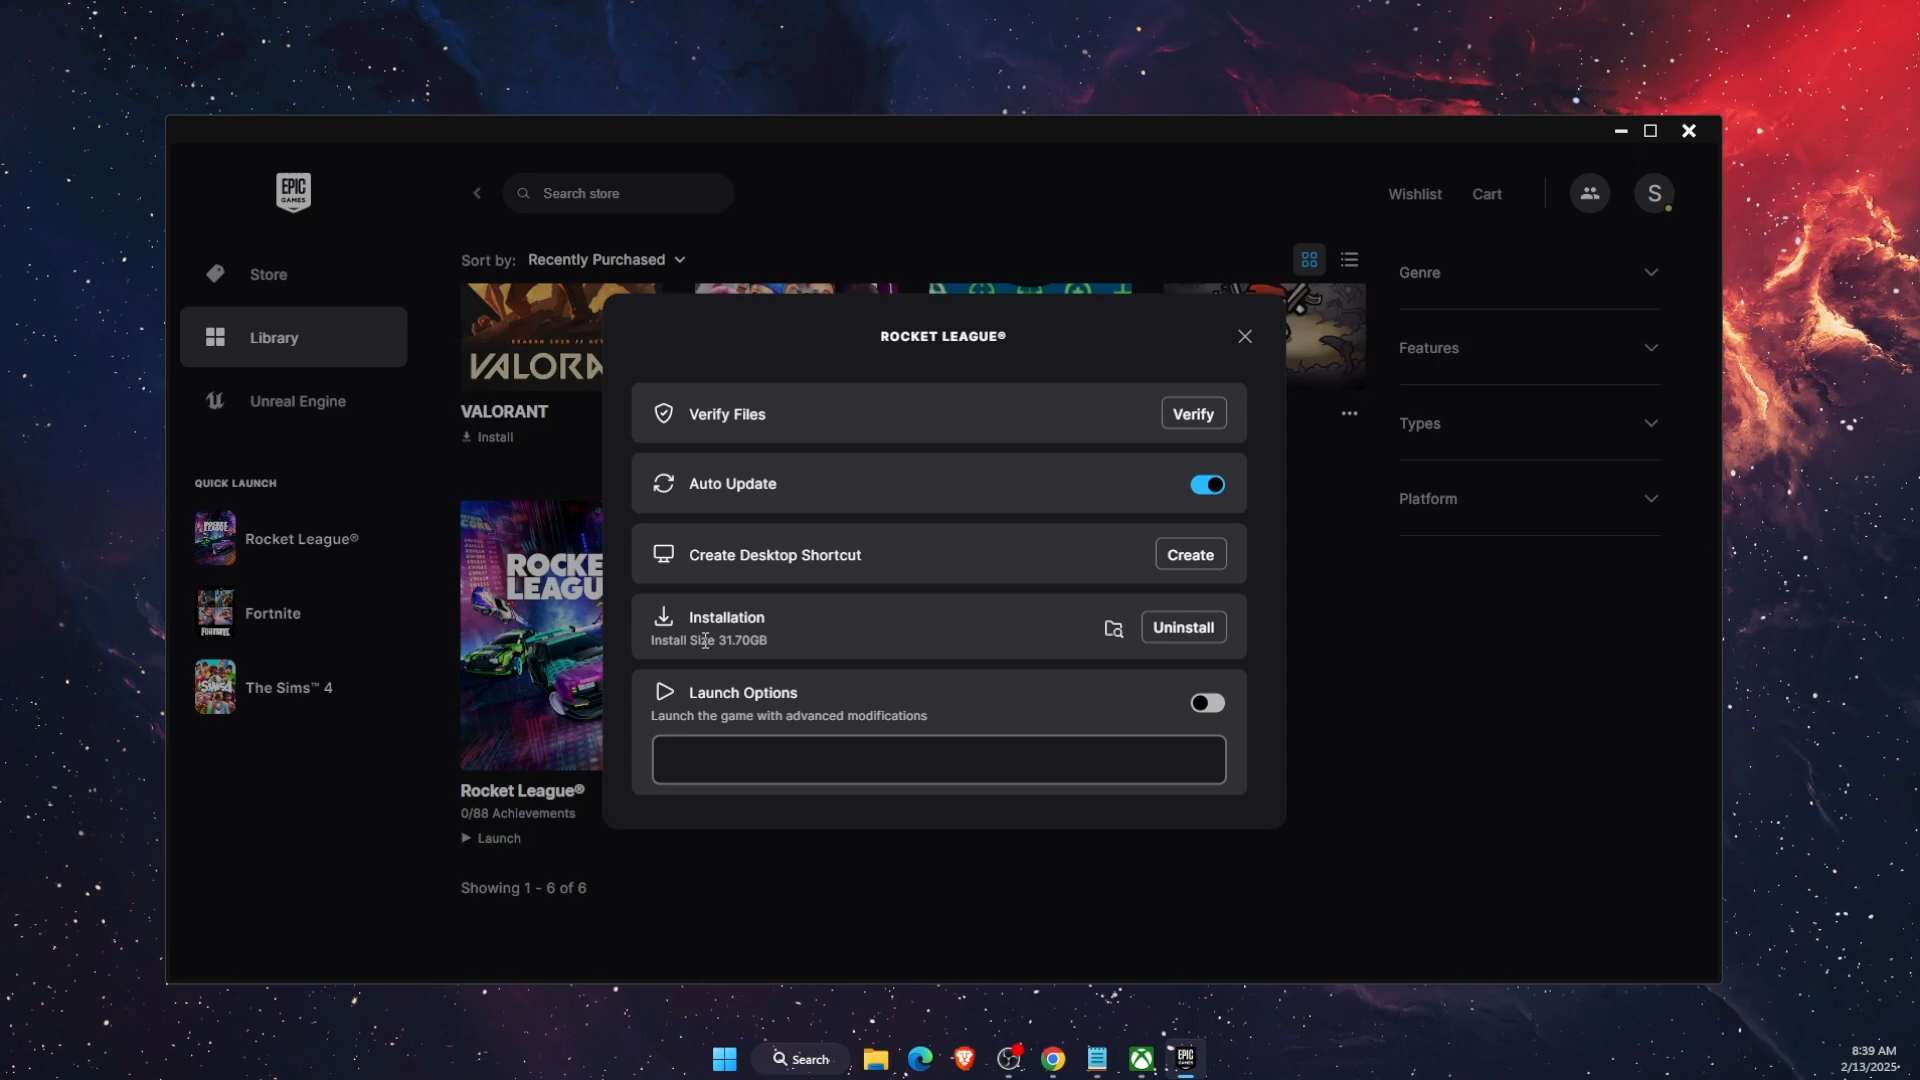 EPIC
GAMES
Search store
Wishlist
Cart
S
Store
Library
Unreal Engine
QUICK LAUNCH
Rocket League®
Fortnite
The Sims™ 4
Sort by: Recently Purchased
VALORANT
Install
ROCKE
LEAGU
Rocket League®
0/88 Achievements
Launch
Showing 1 - 6 of 6
ROCKET LEAGUE®
Verify Files
Verify
Auto Update
Create Desktop Shortcut
Create
Installation
Install Size 31.70GB
Uninstall
Launch Options
Launch the game with advanced modifications
Genre
Features
Types
Platform
Search
EPIC
8:39 AM
2/13/2025